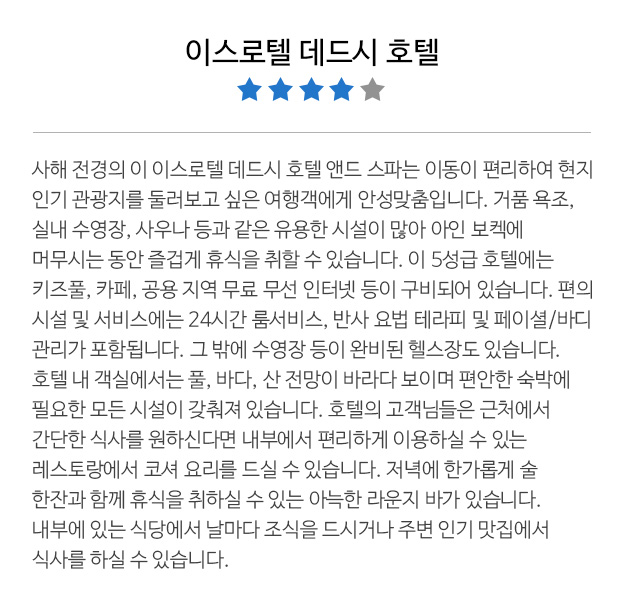 이스로텔 데드시 호텔
사해 전경의 이 이스로텔 데드시 호텔 앤드 스파는 이동이 편리하여 현지
인기 관광지를 둘러보고 싶은 여행객에게 안성맞춤입니다. 거품 욕조,
실내 수영장, 사우나 등과 같은 유용한 시설이 많아 아인 보켁에
머무시는 동안 즐겁게 휴식을 취할 수 있습니다. 이 5성급 호텔에는
키즈풀, 카페, 공용 지역 무료 무선 인터넷 등이 구비되어 있습니다. 편의
시설 및 서비스에는 24시간 룸서비스, 반사 요법 테라피 및 페이셜/바디
관리가 포함됩니다. 그 밖에 수영장 등이 완비된 헬스장도 있습니다.
호텔 내 객실에서는 풀, 바다, 산 전망이 바라다 보이며 편안한 숙박에
필요한 모든 시설이 갖춰져 있습니다. 호텔의 고객님들은 근처에서
간단한 식사를 원하신다면 내부에서 편리하게 이용하실 수 있는
레스토랑에서 코셔 요리를 드실 수 있습니다. 저녁에 한가롭게 술
한잔과 함께 휴식을 취하실 수 있는 아늑한 라운지 바가 있습니다.
내부에 있는 식당에서 날마다 조식을 드시거나 주변 인기 맛집에서
식사를 하실 수 있습니다.